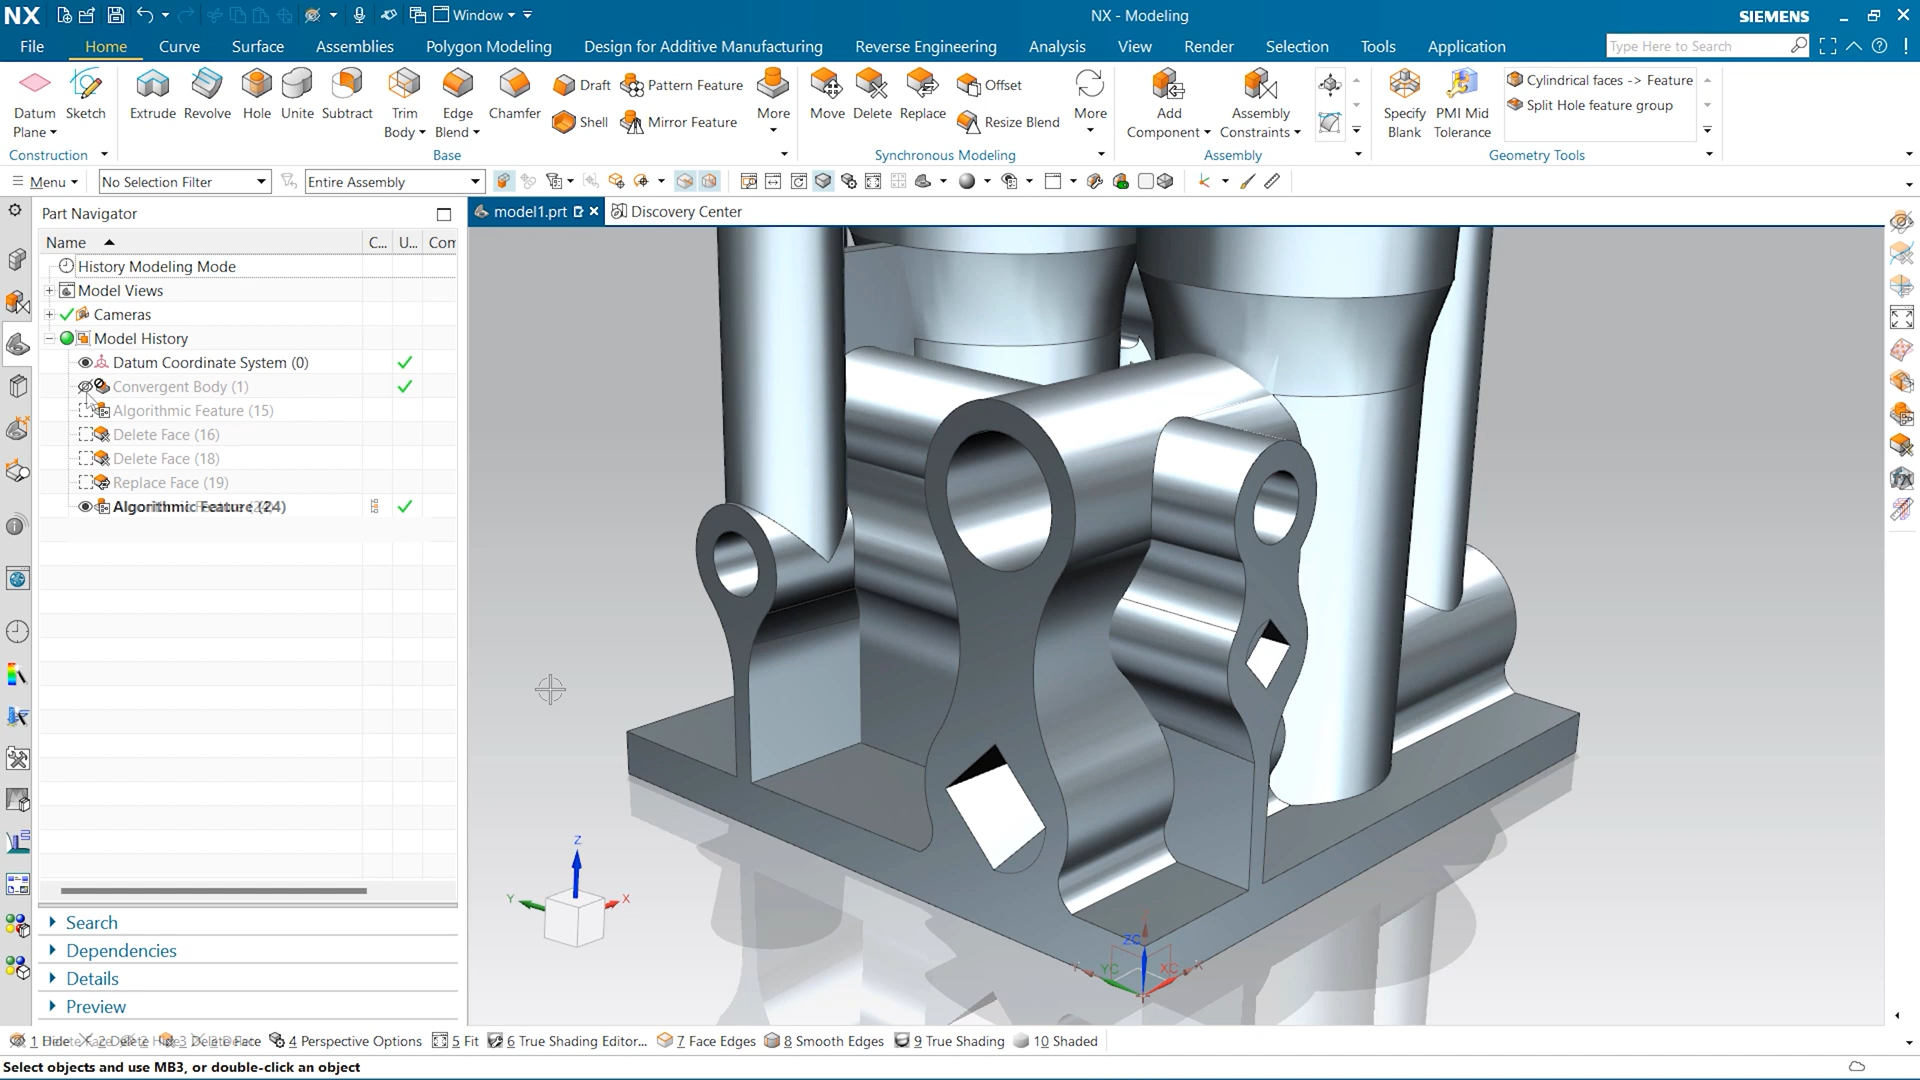 NX Window NX - Modeling SIEMENS
File Home Curve Surface Assemblies Polygon Modeling Design for Additive Manufacturing Reverse Engineering Analysis View Render Selection Tools Application Type Here to Search
Datum Plane Sketch Extrude Revolve Hole Unite Subtract Trim Body Edge Blend Chamfer Draft Pattern Feature Shell Mirror Feature More Move Delete Replace Offset Resize Blend More Add Component Assembly Constraints Specify Blank PMI Mid Tolerance Cylindrical faces -> Feature Split Hole feature group
Construction Base Synchronous Modeling Assembly Geometry Tools
Menu No Selection Filter Entire Assembly
Part Navigator model1.prt Discovery Center
Name C... U... Com
History Modeling Mode
Model Views
Cameras
Model History
Datum Coordinate System (0)
Convergent Body (1)
Algorithmic Feature (15)
Delete Face (16)
Delete Face (18)
Replace Face (19)
Algorithmic Feature (24)
Z
Y X
ZC
YC XC
Search
Dependencies
Details
Preview
1 Hide 3 Delete Face 4 Perspective Options 5 Fit 6 True Shading Editor... 7 Face Edges 8 Smooth Edges 9 True Shading 10 Shaded
Select objects and use MB3, or double-click an object